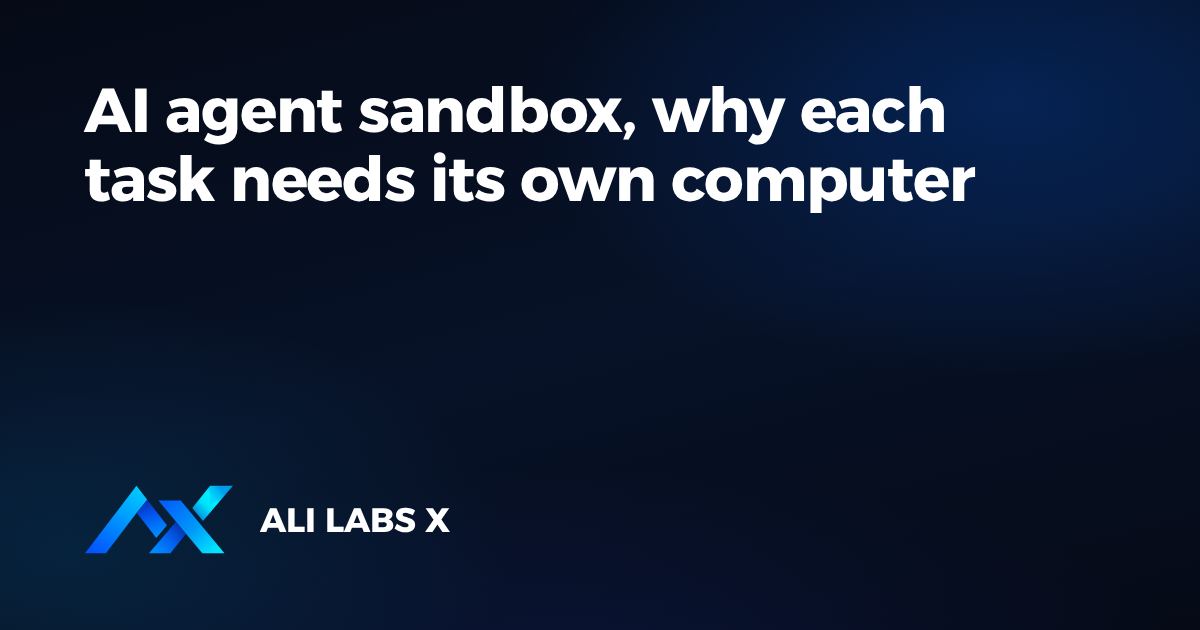 AI agent sandbox, why each
task needs its own computer
ALI LABS X